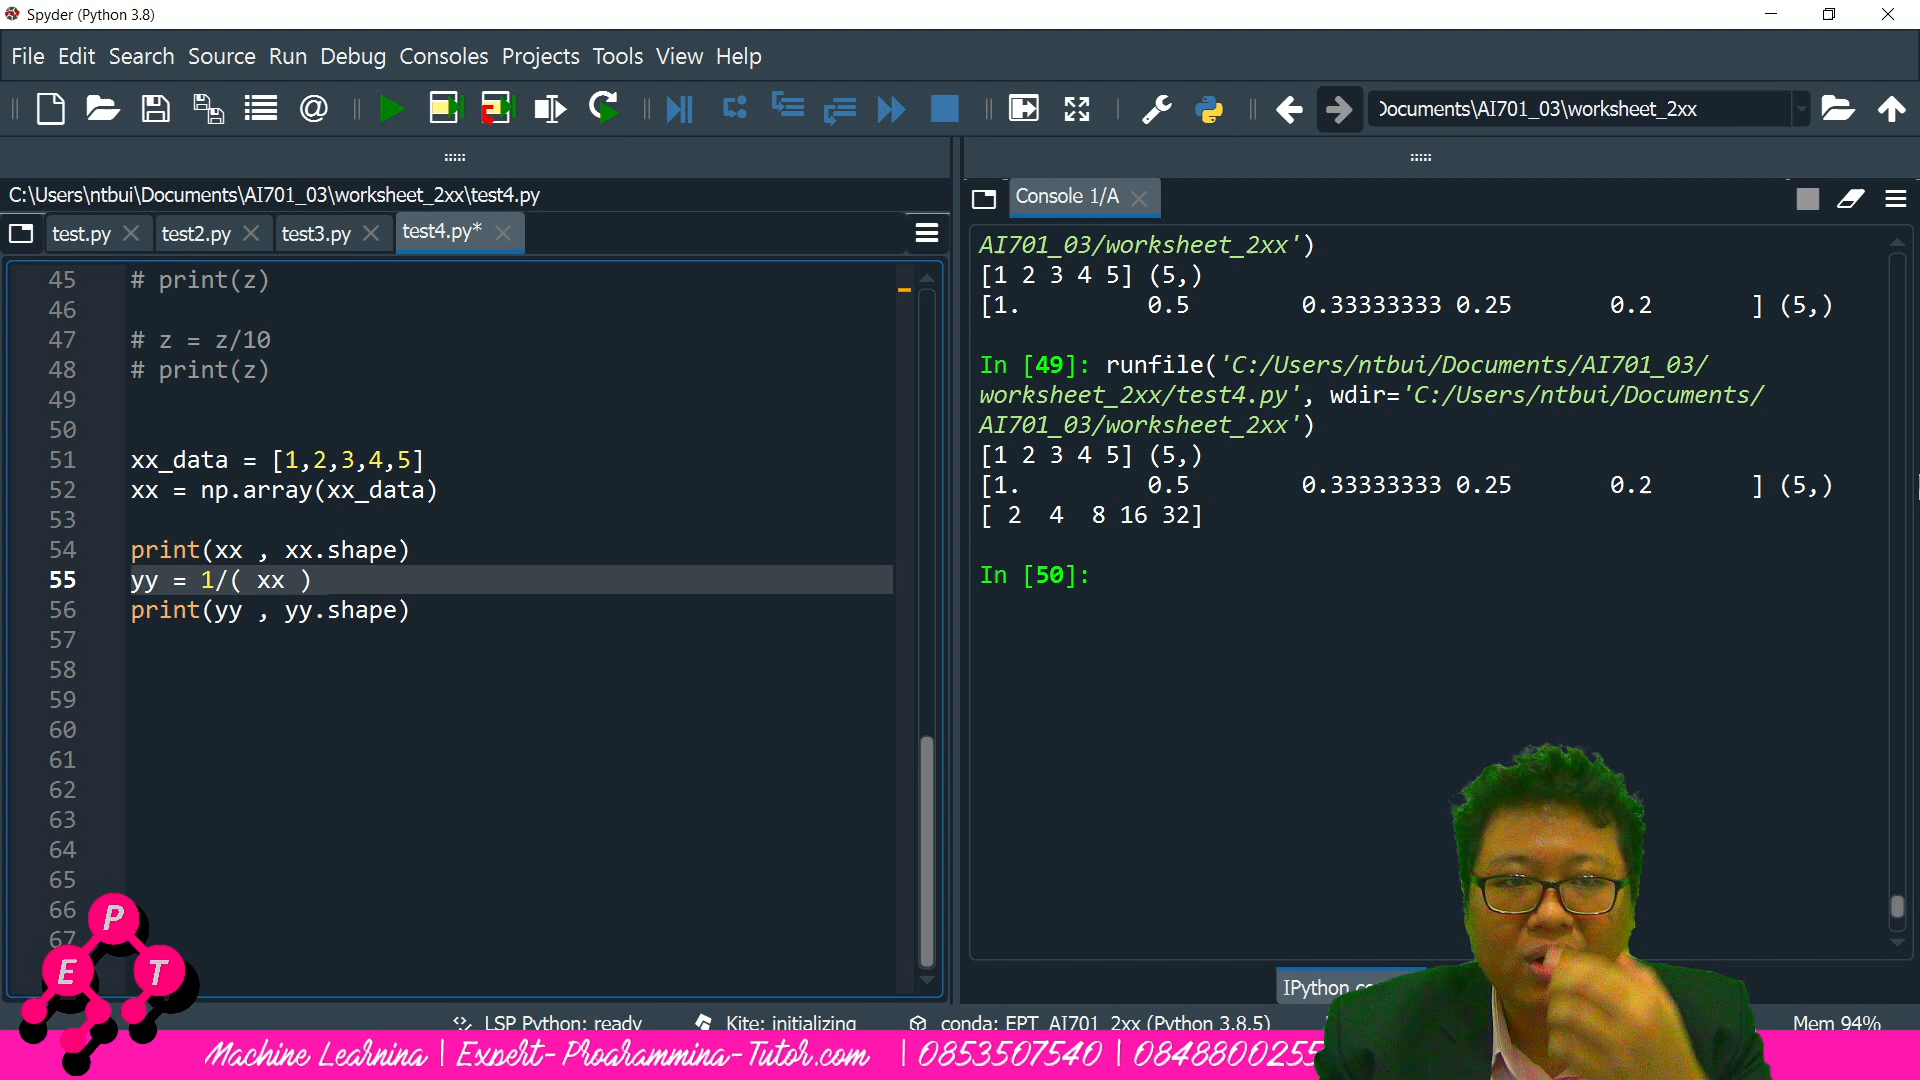 Spyder (Python 3.8)
File Edit Search Source Run Debug Consoles Projects Tools View Help
Documents\AI701_03\worksheet_2xx
C:\Users\ntbui\Documents\AI701_03\worksheet_2xx\test4.py
test.py test2.py test3.py test4.py*
45 # print(z)
46
47 # z = z/10
48 # print(z)
49
50
51 xx_data = [1,2,3,4,5]
52 xx = np.array(xx_data)
53
54 print(xx , xx.shape)
55 yy = 1/( xx )
56 print(yy , yy.shape)
57
58
59
60
61
62
63
64
65
66
67
Console 1/A
AI701_03/worksheet_2xx')
[1 2 3 4 5] (5,)
[1. 0.5 0.33333333 0.25 0.2 ] (5,)
In [49]: runfile('C:/Users/ntbui/Documents/AI701_03/
worksheet_2xx/test4.py', wdir='C:/Users/ntbui/Documents/
AI701_03/worksheet_2xx')
[1 2 3 4 5] (5,)
[1. 0.5 0.33333333 0.25 0.2 ] (5,)
[ 2 4 8 16 32]
In [50]:
IPython
P
E T
LSP Python: ready Kite: initializing conda: EPT_AI701_2xx (Python 3.8.5) Mem 94%
Machine Learning | Expert-Programming-Tutor.com | 0853507540 | 0848800255